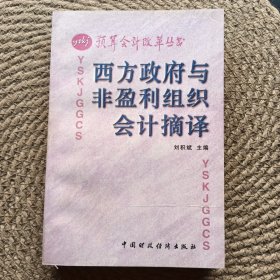 yskj 预算会计改革丛书
YSKJGGCS
西方政府与
非盈利组织
会计摘译
刘积斌 主编
YSKJGGCS
中国财政经济出版社